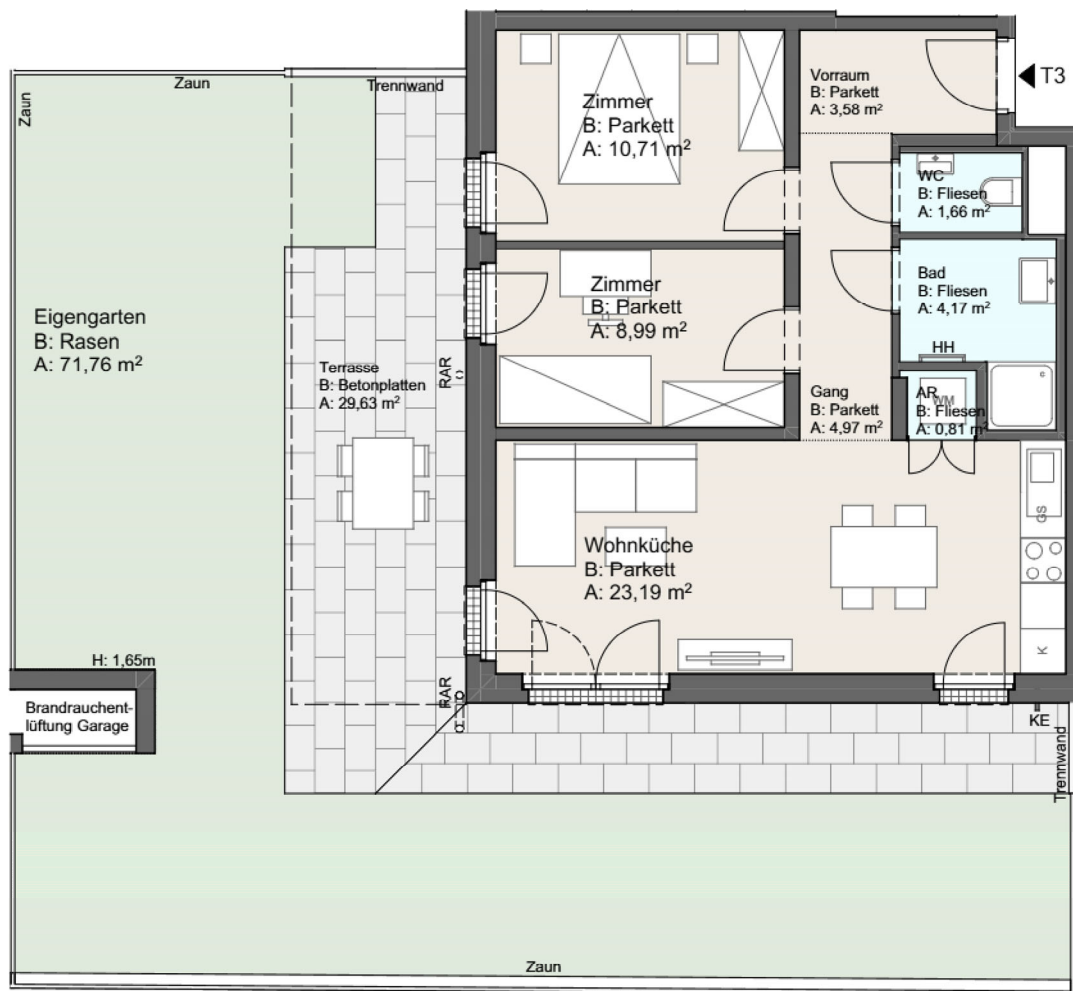 Zaun
Zaun
Trennwand
Zimmer
B: Parkett
A: 10,71 m²
Vorraum
B: Parkett
A: 3,58 m²
T3
WC
B: Fliesen
A: 1,66 m²
Zimmer
B: Parkett
A: 8,99 m²
Bad
B: Fliesen
A: 4,17 m²
HH
Eigengarten
B: Rasen
A: 71,76 m²
Terrasse
B: Betonplatten
A: 29,63 m²
RAR
Gang
B: Parkett
A: 4,97 m²
AR
WM
B: Fliesen
A: 0,81 m²
GS
Wohnküche
B: Parkett
A: 23,19 m²
K
H: 1,65m
Brandrauchent-
lüftung Garage
RAR
KE
Trennwand
Zaun